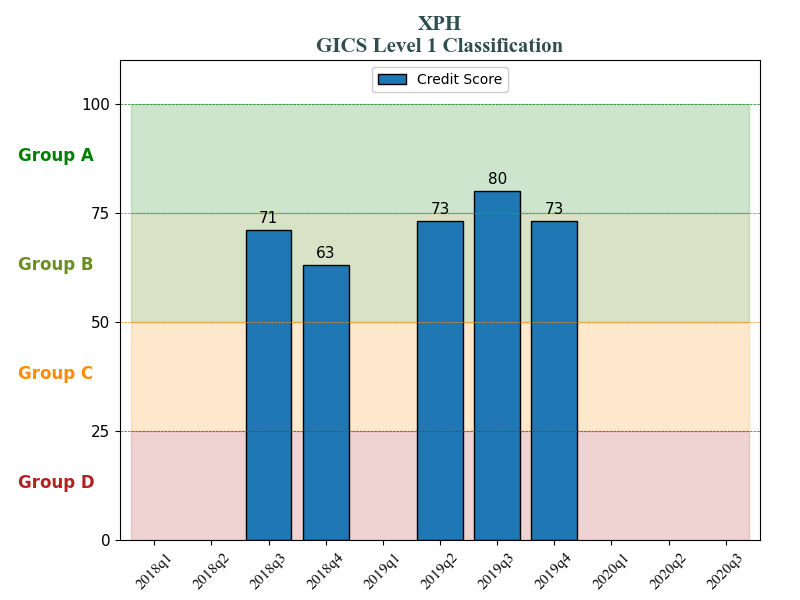 XPH
GICS Level 1 Classification
Credit Score
100
Group A
80
73
73
71
75
63
Group B
50
Group C
25
Group D
0
2018q1
2018q2
2018q3
2018q4
2019q1
2019q2
2019q3
2019q4
2020q1
2020q2
2020q3